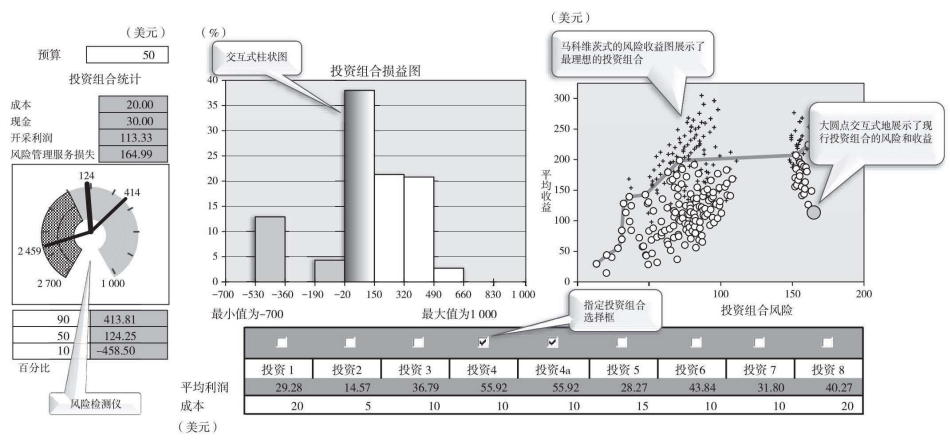 （美元）
预算 50
投资组合统计
成本 20.00
现金 30.00
开采利润 113.33
风险管理服务损失 164.99
124
414
2 459
2 700
1 000
90 413.81
50 124.25
10 -458.50
百分比
风险检测仪
（%）
交互式柱状图
投资组合损益图
40
35
30
25
20
15
10
5
0
-700 -530 -360 -190 -20 150 320 490 660 830 1 000
最小值为-700 最大值为1 000
（美元）
马科维茨式的风险收益图展示了
最理想的投资组合
大圆点交互式地展示了现
行投资组合的风险和收益
平均收益
300
250
200
150
100
50
0
0 50 100 150 200
投资组合风险
指定投资组合
选择框
投资 1 投资2 投资 3 投资4 投资4a 投资 5 投资6 投资 7 投资 8
平均利润 29.28 14.57 36.79 55.92 55.92 28.27 43.84 31.80 40.27
成本 20 5 10 10 10 15 10 10 20
（美元）